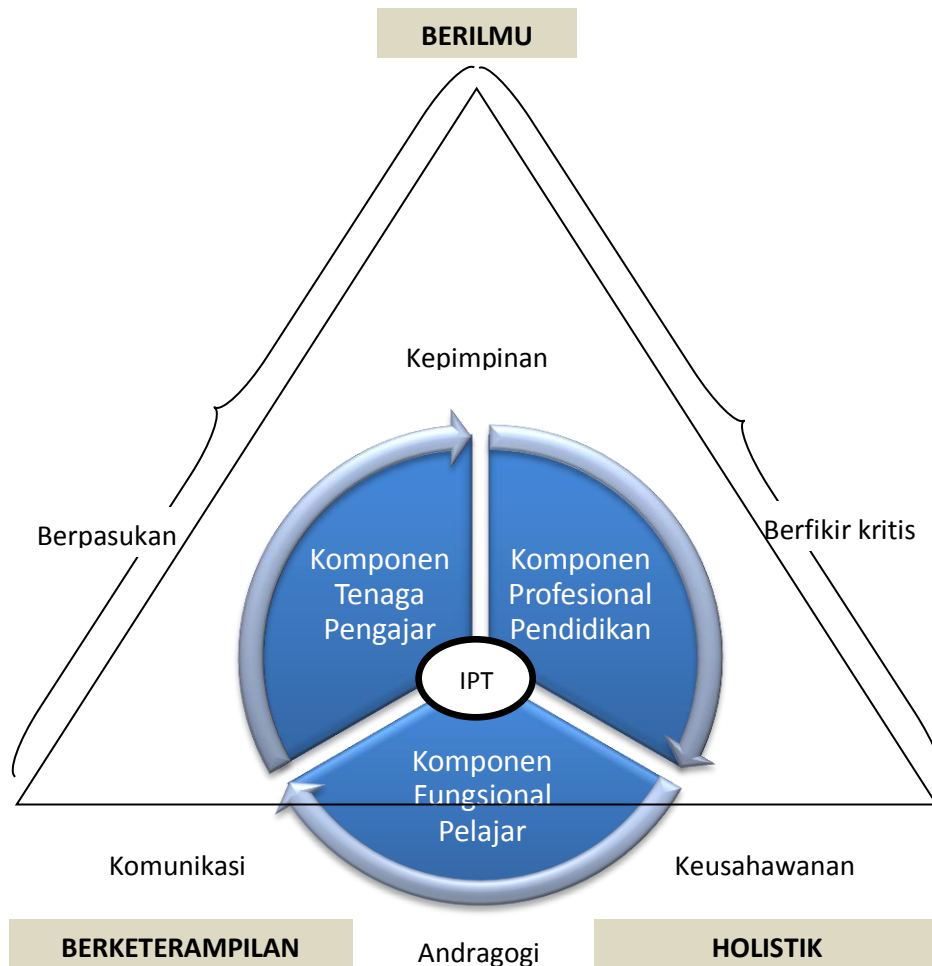 BERILMU
Kepimpinan
Berpasukan
Berfikir kritis
Komponen
Tenaga
Pengajar
Komponen
Profesional
Pendidikan
IPT
Komponen
Fungsional
Pelajar
Komunikasi
Keusahawanan
BERKETERAMPILAN
Andragogi
HOLISTIK